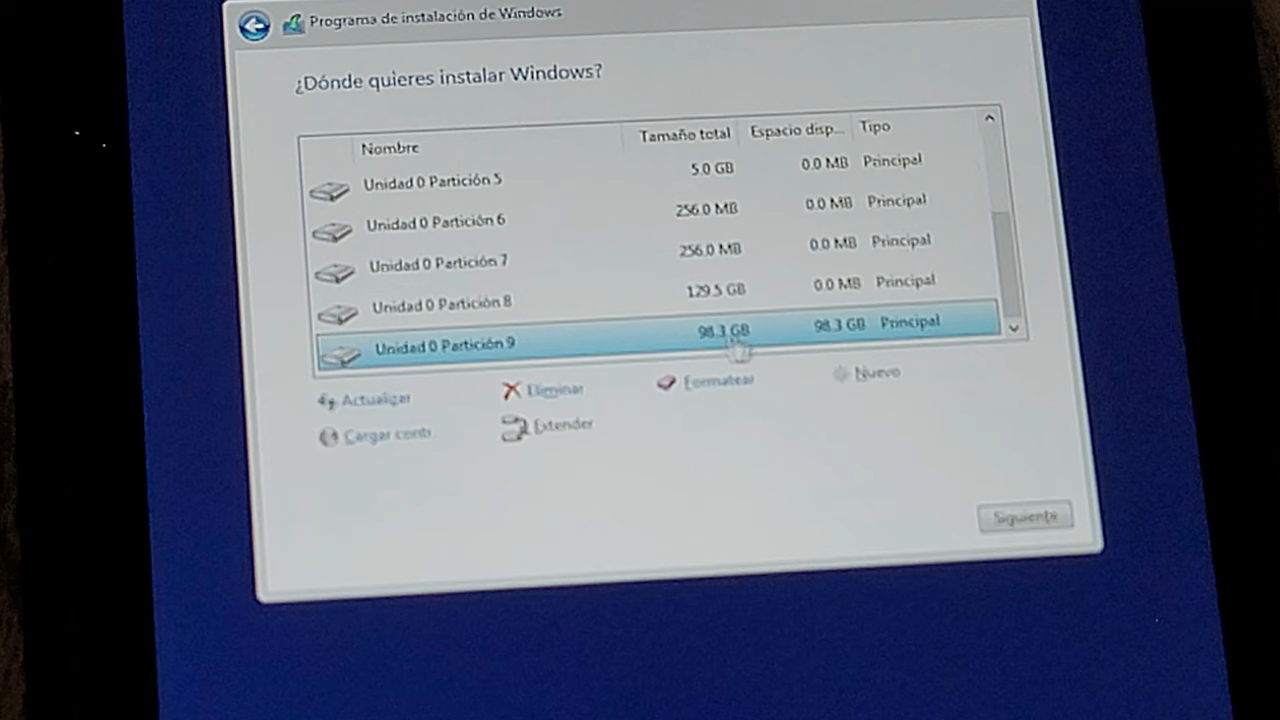 Programa de instalación de Windows
¿Dónde quieres instalar Windows?
Nombre Tamaño total Espacio disp... Tipo
Unidad 0 Partición 5 5.0 GB 0.0 MB Principal
Unidad 0 Partición 6 256.0 MB 0.0 MB Principal
Unidad 0 Partición 7 256.0 MB 0.0 MB Principal
Unidad 0 Partición 8 129.5 GB 0.0 MB Principal
Unidad 0 Partición 9 98.3 GB 98.3 GB Principal
Actualizar Eliminar Formatear Nuevo
Cargar contr. Extender
Siguiente